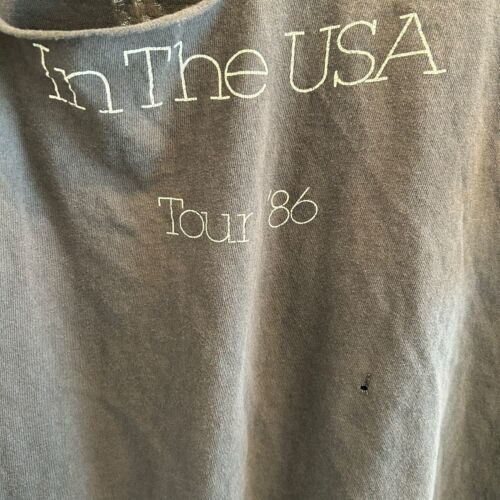 In The USA
Tour '86